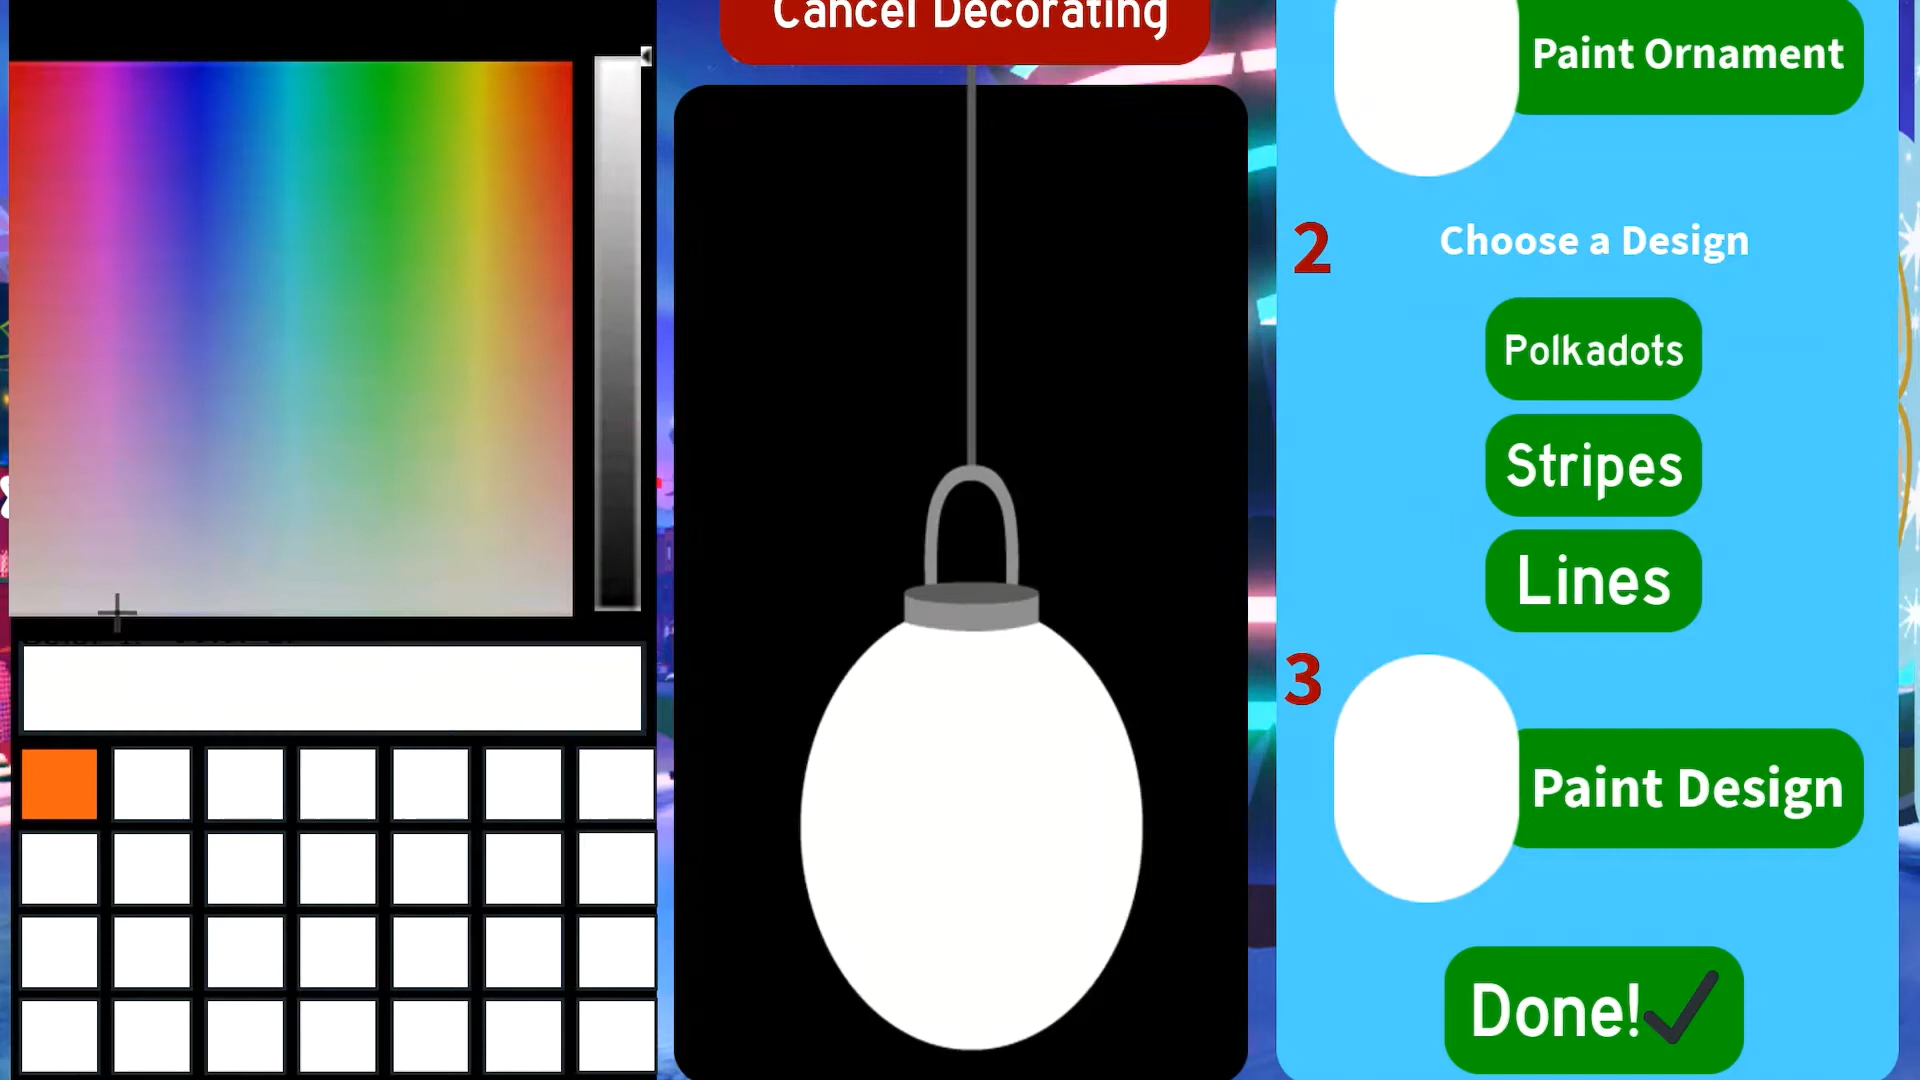 Cancel Decorating
Paint Ornament
2
Choose a Design
Polkadots
Stripes
Lines
3
Paint Design
Done!